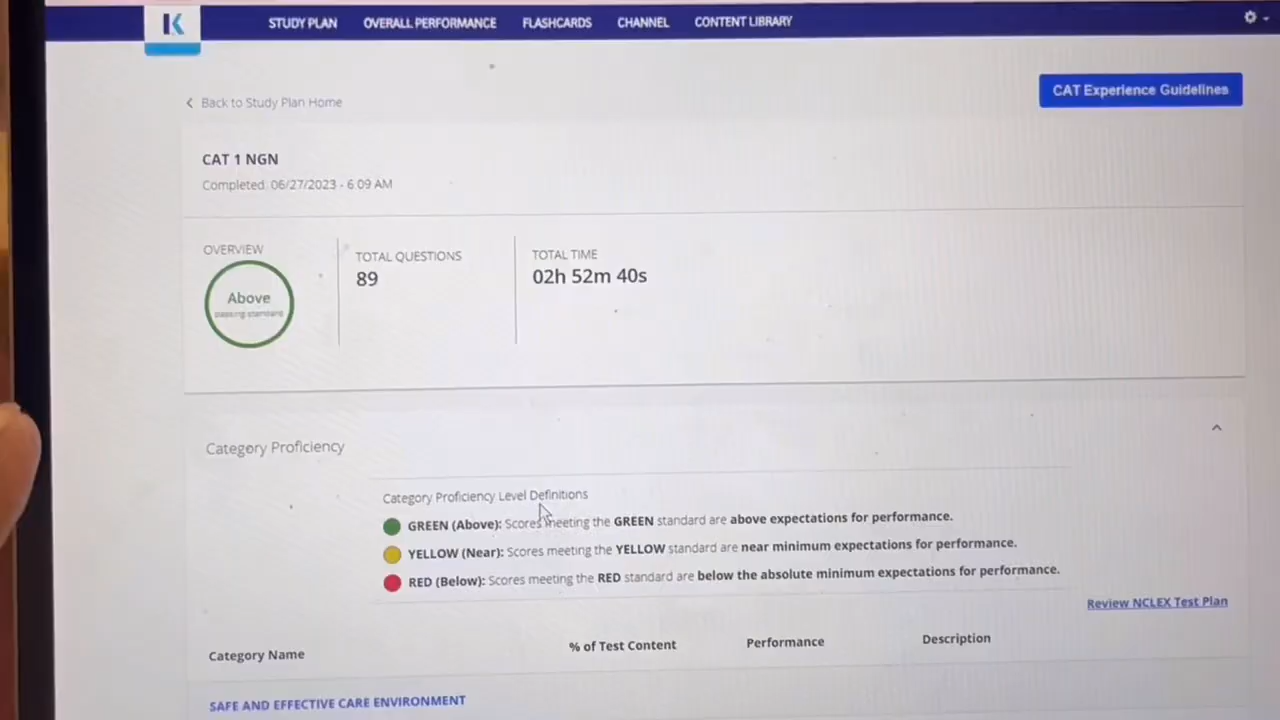 K
STUDY PLAN
OVERALL PERFORMANCE
FLASHCARDS
CHANNEL
CONTENT LIBRARY
Back to Study Plan Home
CAT Experience Guidelines
CAT 1 NGN
Completed: 06/27/2023 - 6:09 AM
OVERVIEW
Above
passing standard
TOTAL QUESTIONS
89
TOTAL TIME
02h 52m 40s
Category Proficiency
Category Proficiency Level Definitions
GREEN (Above): Scores meeting the GREEN standard are above expectations for performance.
YELLOW (Near): Scores meeting the YELLOW standard are near minimum expectations for performance.
RED (Below): Scores meeting the RED standard are below the absolute minimum expectations for performance.
Review NCLEX Test Plan
Category Name
% of Test Content
Performance
Description
SAFE AND EFFECTIVE CARE ENVIRONMENT